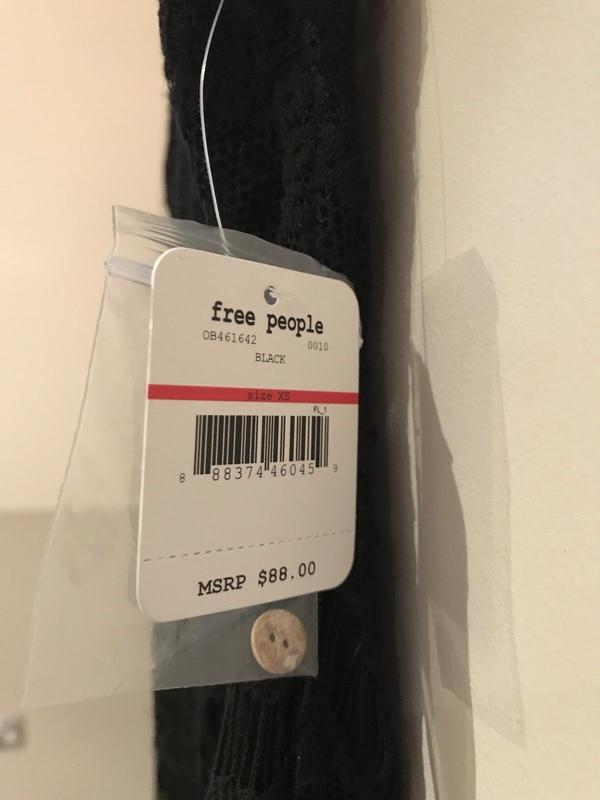 free people
OB461642 0010
BLACK
size XS
FL_1
8 88374 46045 9
MSRP $88.00